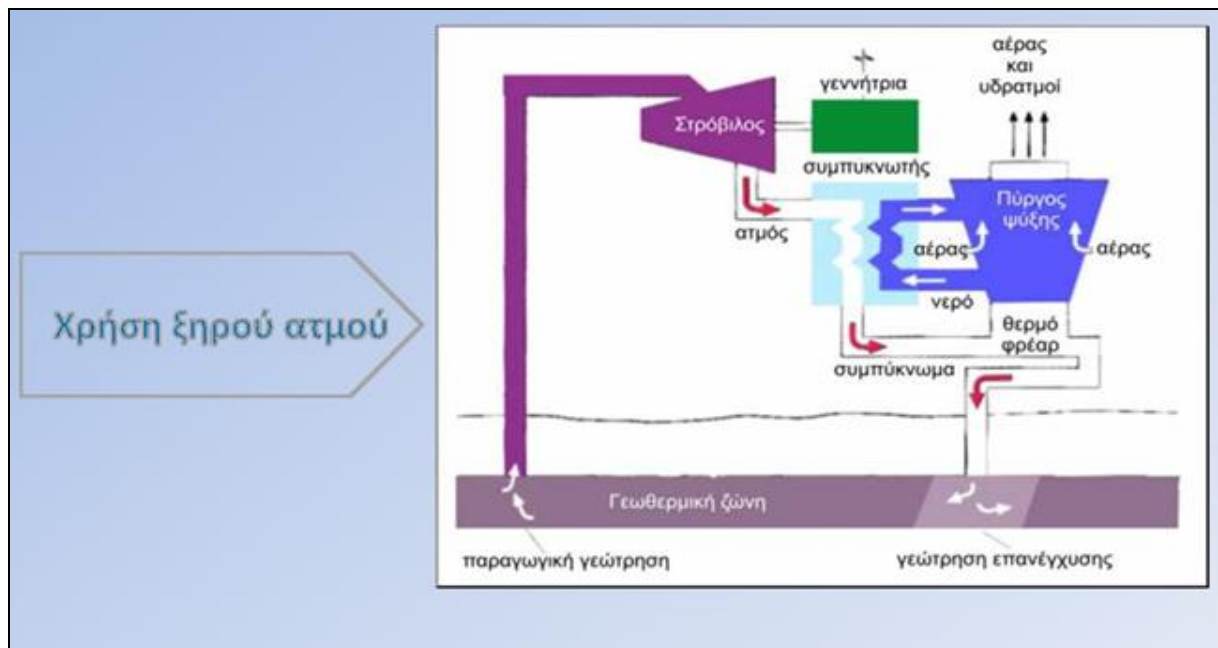 Χρήση ξηρού ατμού
αέρας
και
υδρατμοί
γεννήτρια
Στρόβιλος
συμπυκνωτής
Πύργος
ψύξης
ατμός
αέρας
αέρας
νερό
θερμό
φρέαρ
συμπύκνωμα
Γεωθερμική ζώνη
παραγωγική γεώτρηση
γεώτρηση επανέγχυσης